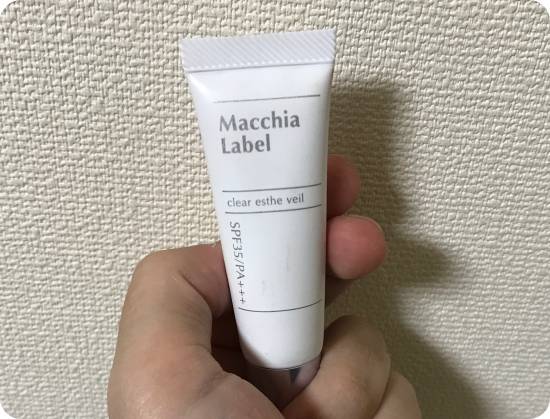 Macchia
Label
clear esthe veil
SPF35/PA+++